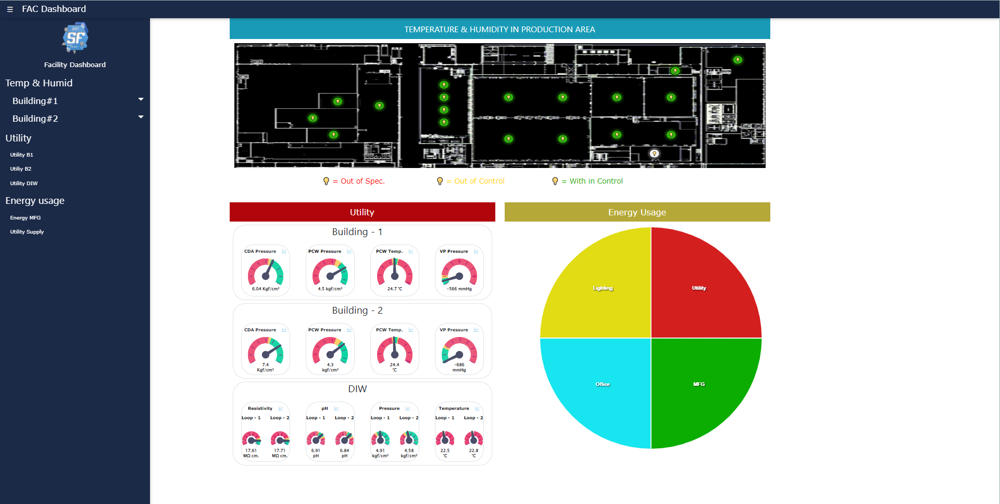 ☰ FAC Dashboard
SF
Facility Dashboard
Temp & Humid
Building#1
Building#2
Utility
Utility B1
Utiliy B2
Utility DIW
Energy usage
Energy MFG
Utility Supply
TEMPERATURE & HUMIDITY IN PRODUCTION AREA
= Out of Spec. = Out of Control = With in Control
Utility
Building - 1
CDA Pressure PCW Pressure PCW Temp. VP Pressure
6.04 Kgf/cm² 4.5 kgf/cm² 24.7 °C -566 mmHg
Building - 2
CDA Pressure PCW Pressure PCW Temp. VP Pressure
7.4 4.3 24.4 -686
Kgf/cm² kgf/cm² °C mmHg
DIW
Resistivity pH Pressure Temperature
Loop - 1 Loop - 2 Loop - 1 Loop - 2 Loop - 1 Loop - 2 Loop - 1 Loop - 2
17.61 17.71 6.91 6.84 4.91 4.58 22.5 22.8
MΩ cm. MΩ cm. pH pH kgf/cm² kgf/cm² °C °C
Energy Usage
Lighting Utility
Office MFG